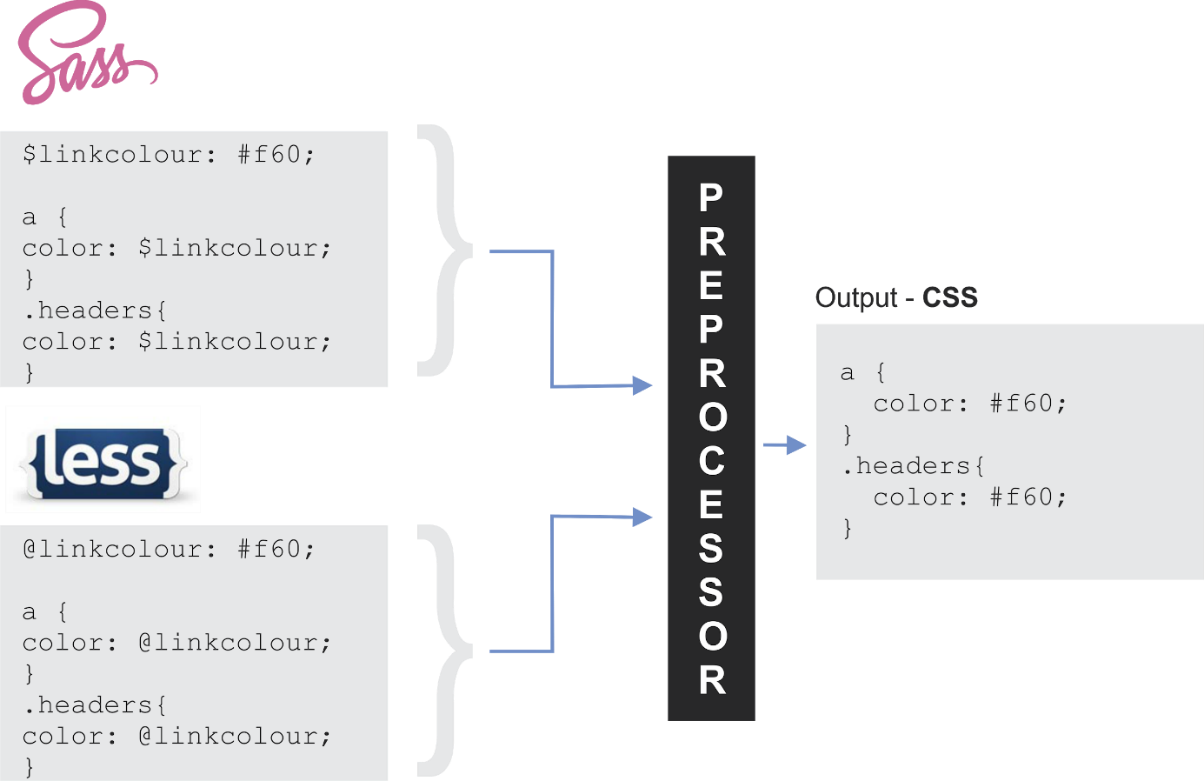 Sass
$linkcolour: #f60;
a {
color: $linkcolour;
}
.headers{
color: $linkcolour;
}
{less}
@linkcolour: #f60;
a {
color: @linkcolour;
}
.headers{
color: @linkcolour;
}
PREPROCESSOR
Output - CSS
a {
  color: #f60;
}
.headers{
  color: #f60;
}